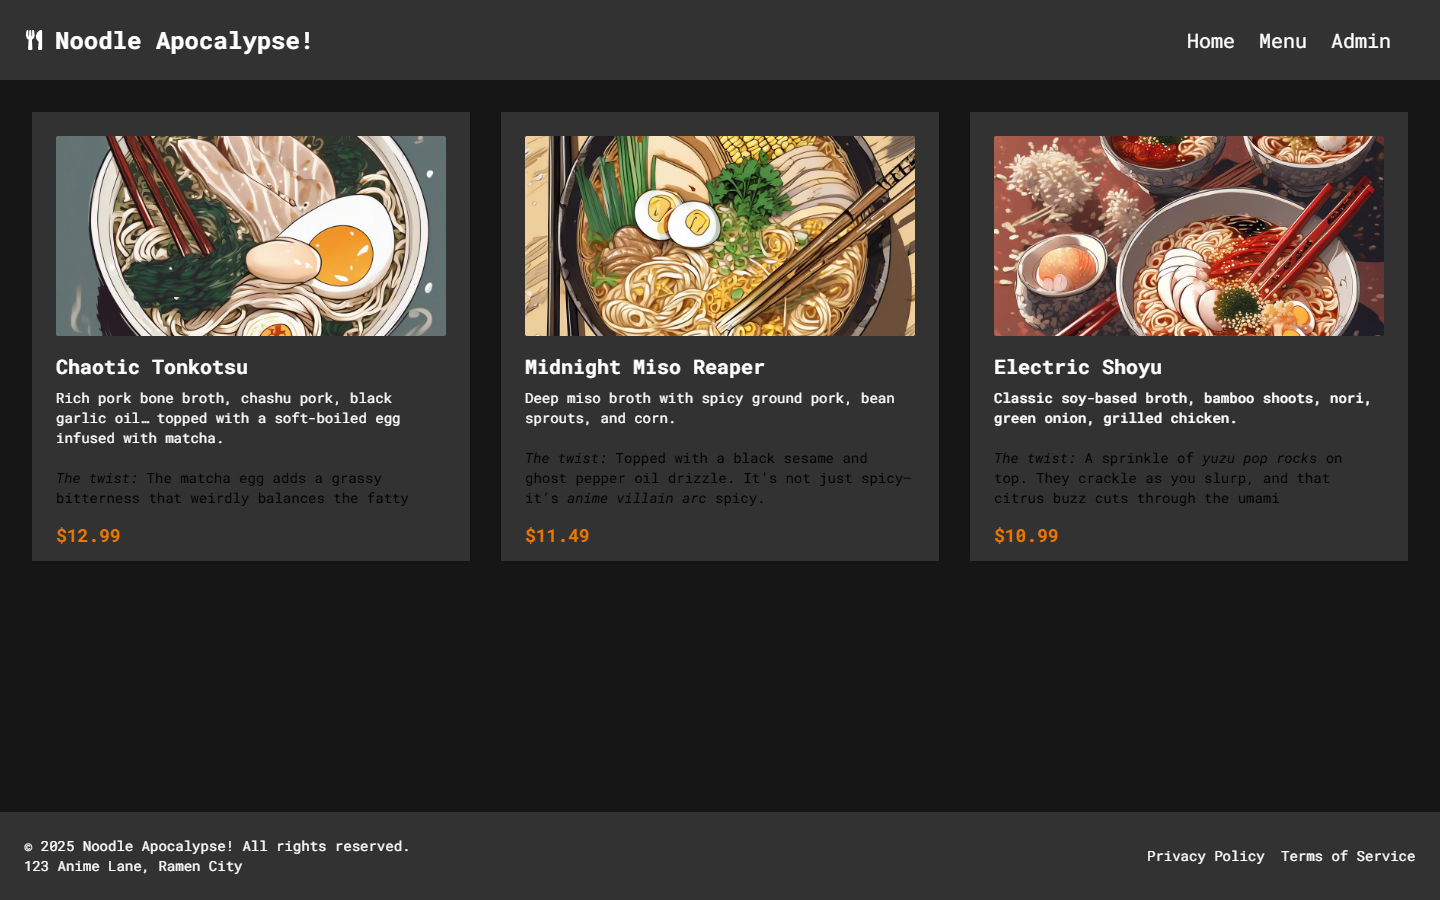 Noodle Apocalypse!
Home Menu Admin
Chaotic Tonkotsu
Rich pork bone broth, chashu pork, black
garlic oil… topped with a soft-boiled egg
infused with matcha.
The twist: The matcha egg adds a grassy
bitterness that weirdly balances the fatty
$12.99
Midnight Miso Reaper
Deep miso broth with spicy ground pork, bean
sprouts, and corn.
The twist: Topped with a black sesame and
ghost pepper oil drizzle. It's not just spicy—
it's anime villain arc spicy.
$11.49
Electric Shoyu
Classic soy-based broth, bamboo shoots, nori,
green onion, grilled chicken.
The twist: A sprinkle of yuzu pop rocks on
top. They crackle as you slurp, and that
citrus buzz cuts through the umami
$10.99
© 2025 Noodle Apocalypse! All rights reserved.
123 Anime Lane, Ramen City
Privacy Policy Terms of Service